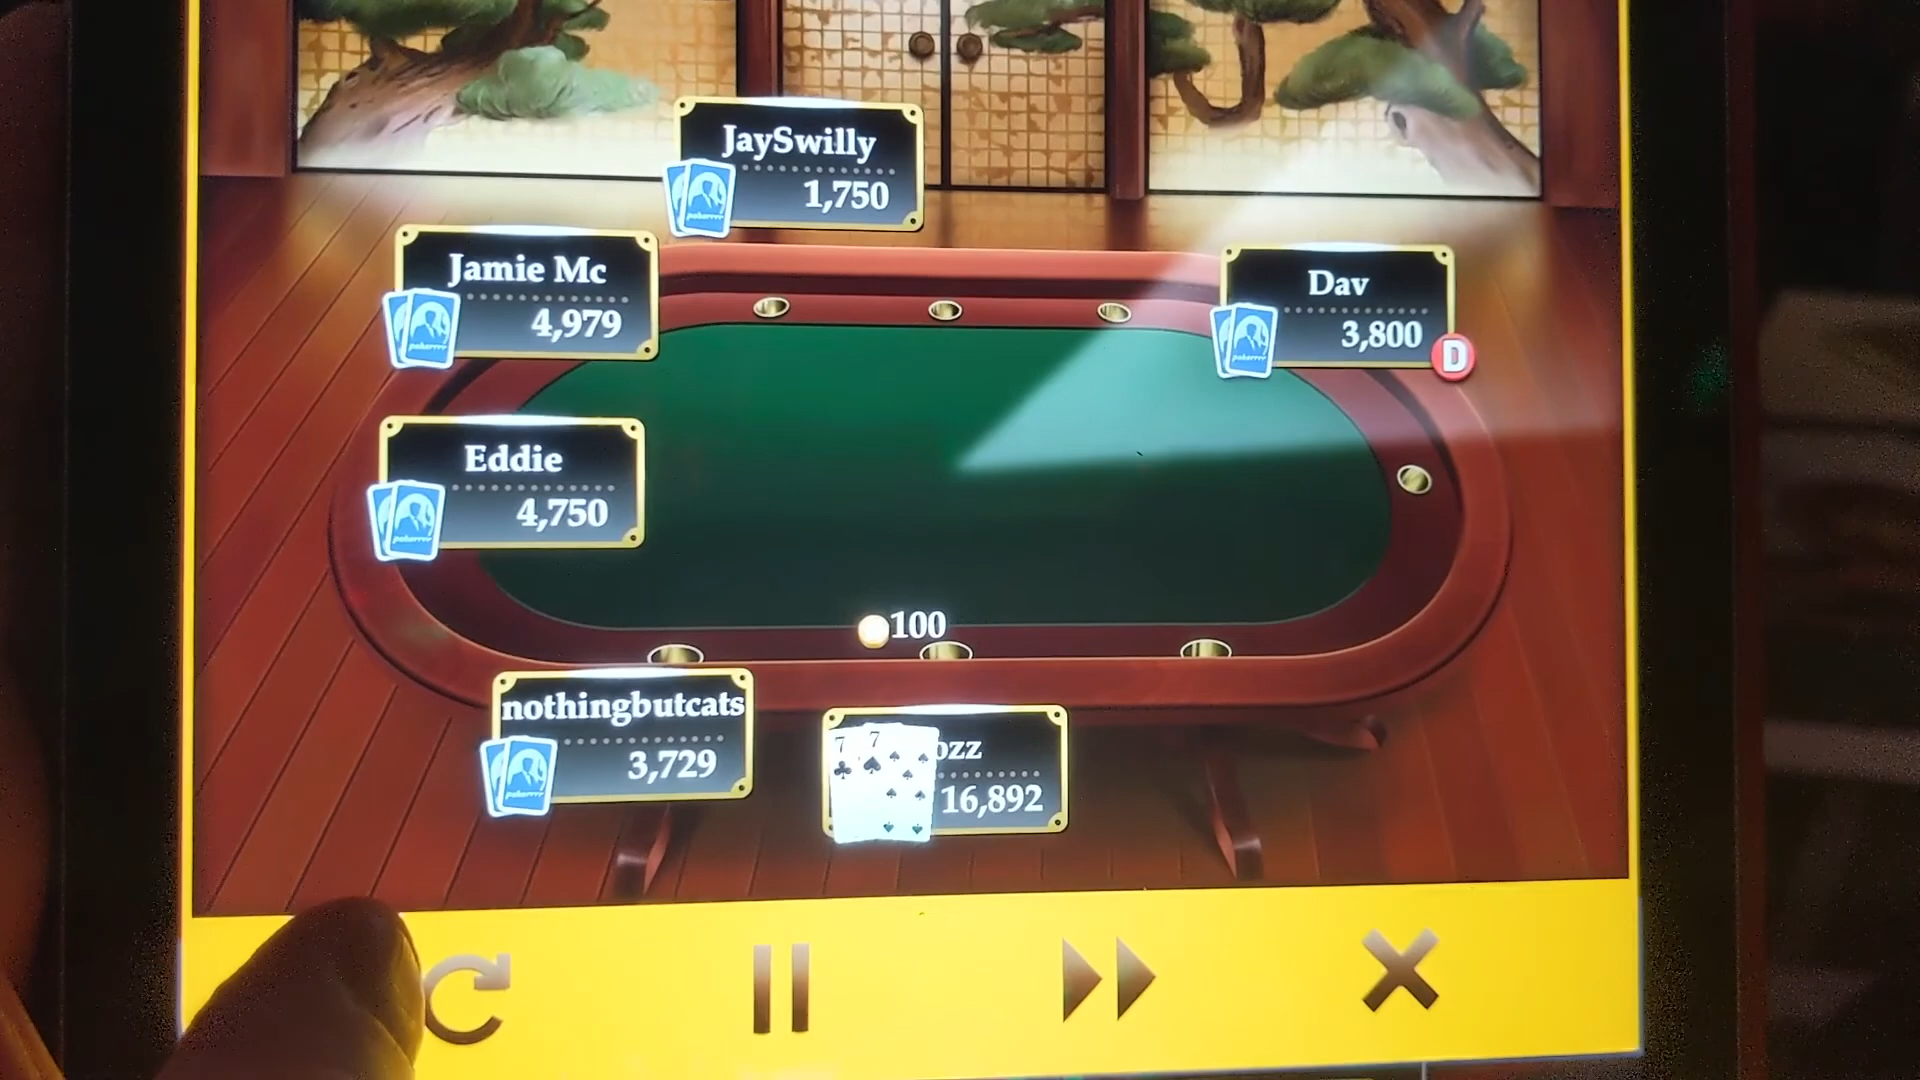 JaySwilly
1,750
Jamie Mc
4,979
Dav
3,800
D
Eddie
4,750
100
nothingbutcats
3,729
7
7
ozz
16,892